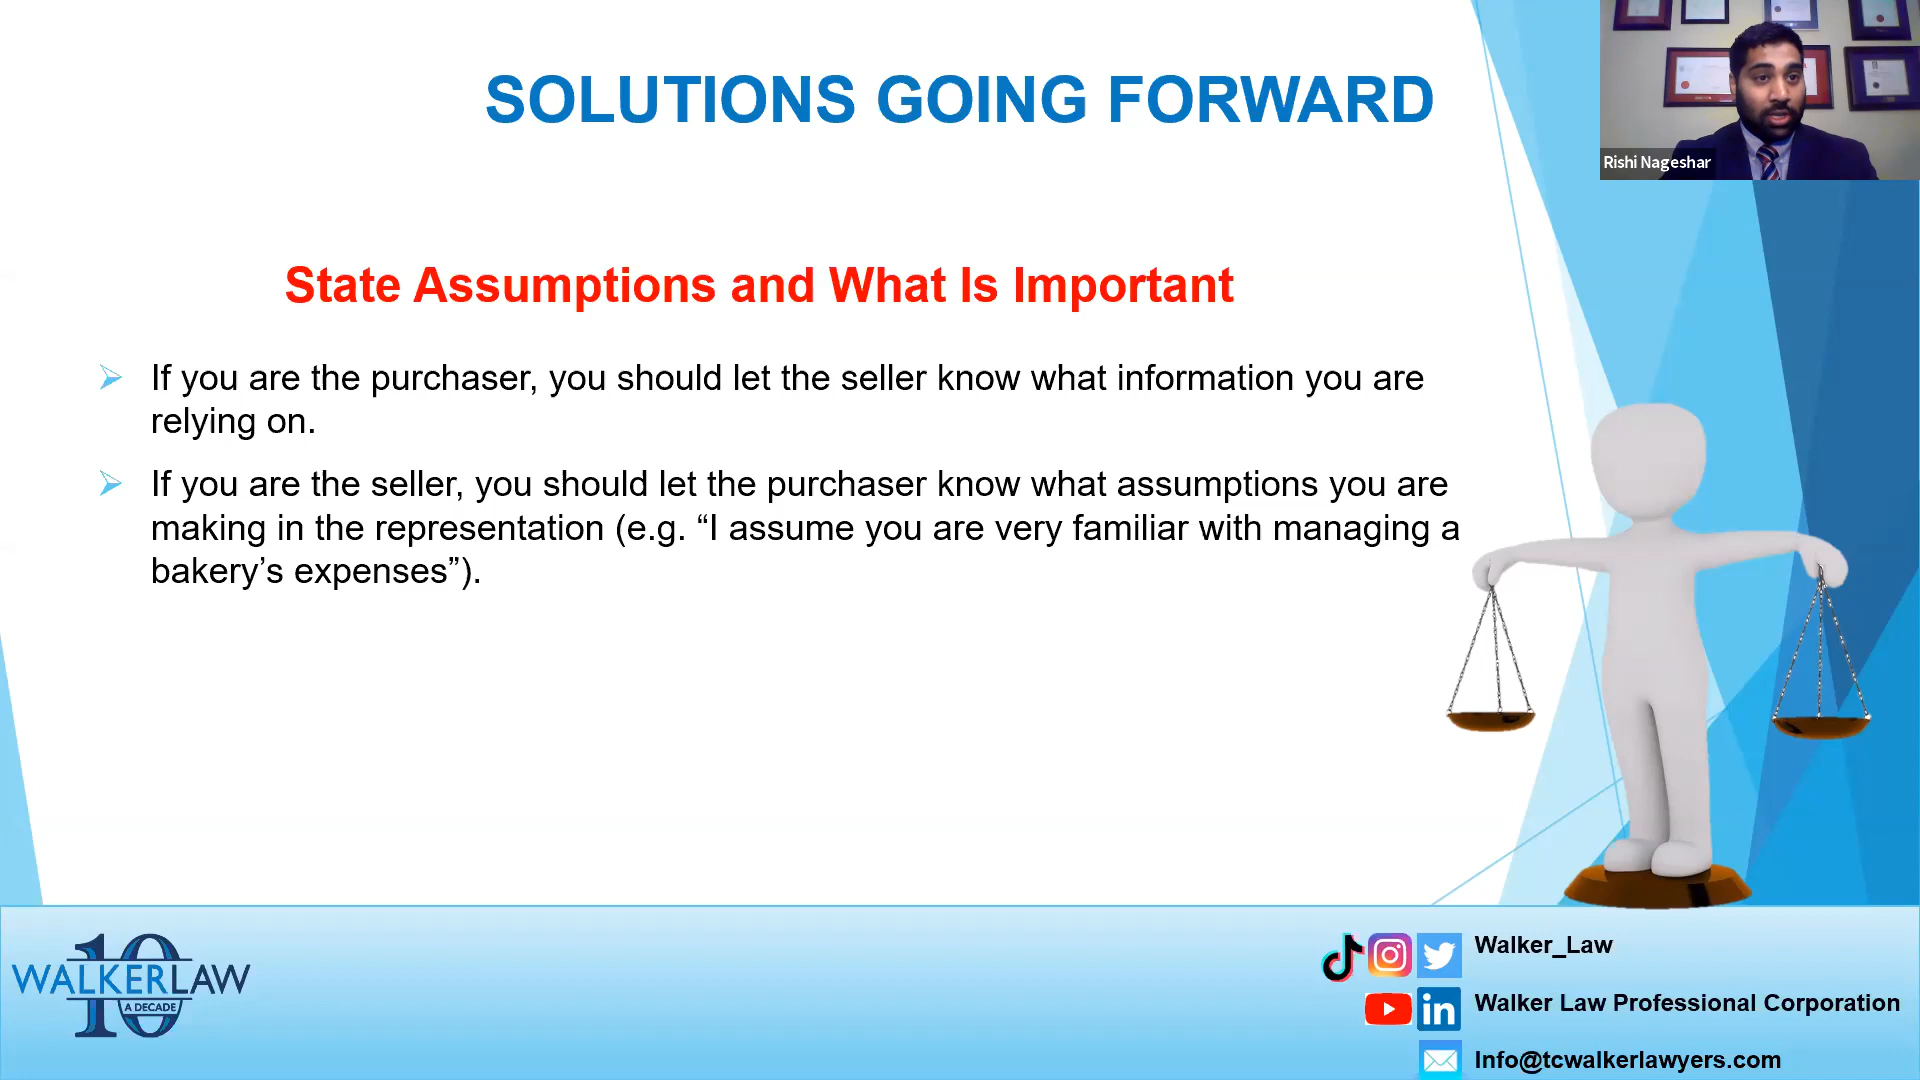 SOLUTIONS GOING FORWARD
Rishi Nageshar
State Assumptions and What Is Important
If you are the purchaser, you should let the seller know what information you are
relying on.
If you are the seller, you should let the purchaser know what assumptions you are
making in the representation (e.g. “I assume you are very familiar with managing a
bakery’s expenses”).
10
WALKERLAW
A DECADE
Walker_Law
Walker Law Professional Corporation
Info@tcwalkerlawyers.com